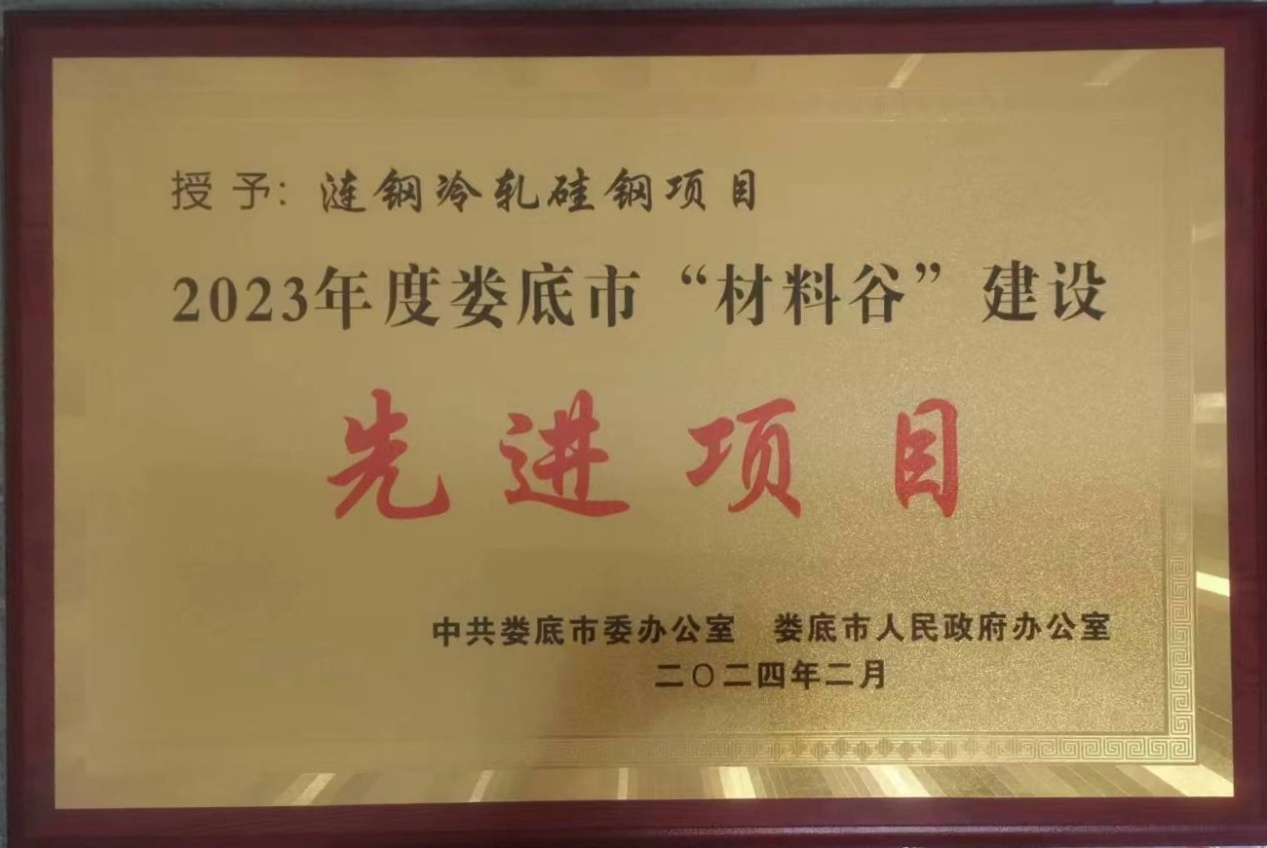 授予：涟钢冷轧硅钢项目
2023年度娄底市“材料谷”建设
先进项目
中共娄底市委办公室 娄底市人民政府办公室
二〇二四年二月